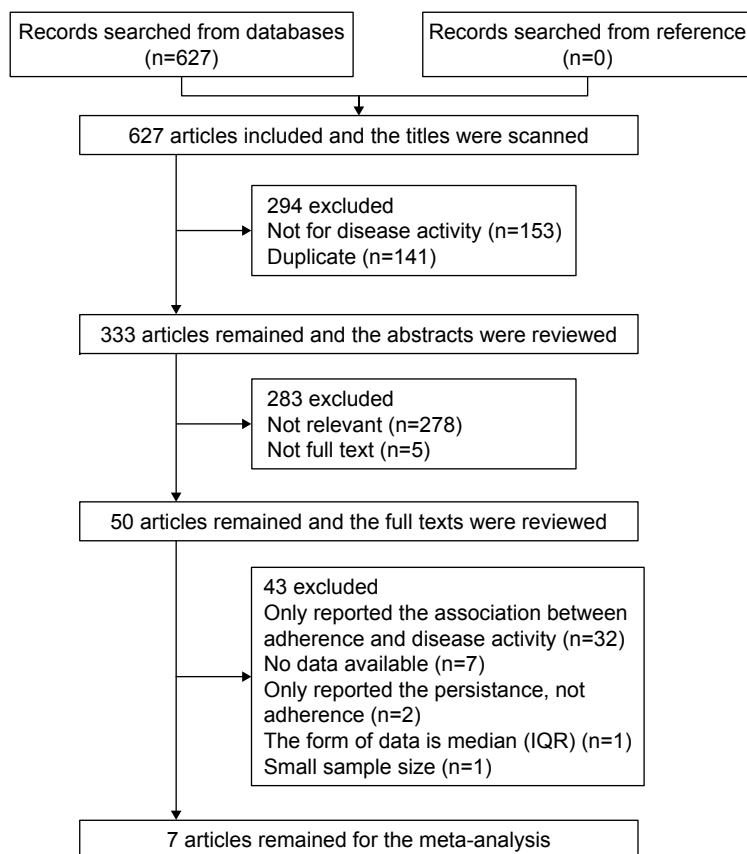 Records searched from databases
(n=627)
Records searched from reference
(n=0)
627 articles included and the titles were scanned
294 excluded
Not for disease activity (n=153)
Duplicate (n=141)
333 articles remained and the abstracts were reviewed
283 excluded
Not relevant (n=278)
Not full text (n=5)
50 articles remained and the full texts were reviewed
43 excluded
Only reported the association between
adherence and disease activity (n=32)
No data available (n=7)
Only reported the persistance, not
adherence (n=2)
The form of data is median (IQR) (n=1)
Small sample size (n=1)
7 articles remained for the meta-analysis